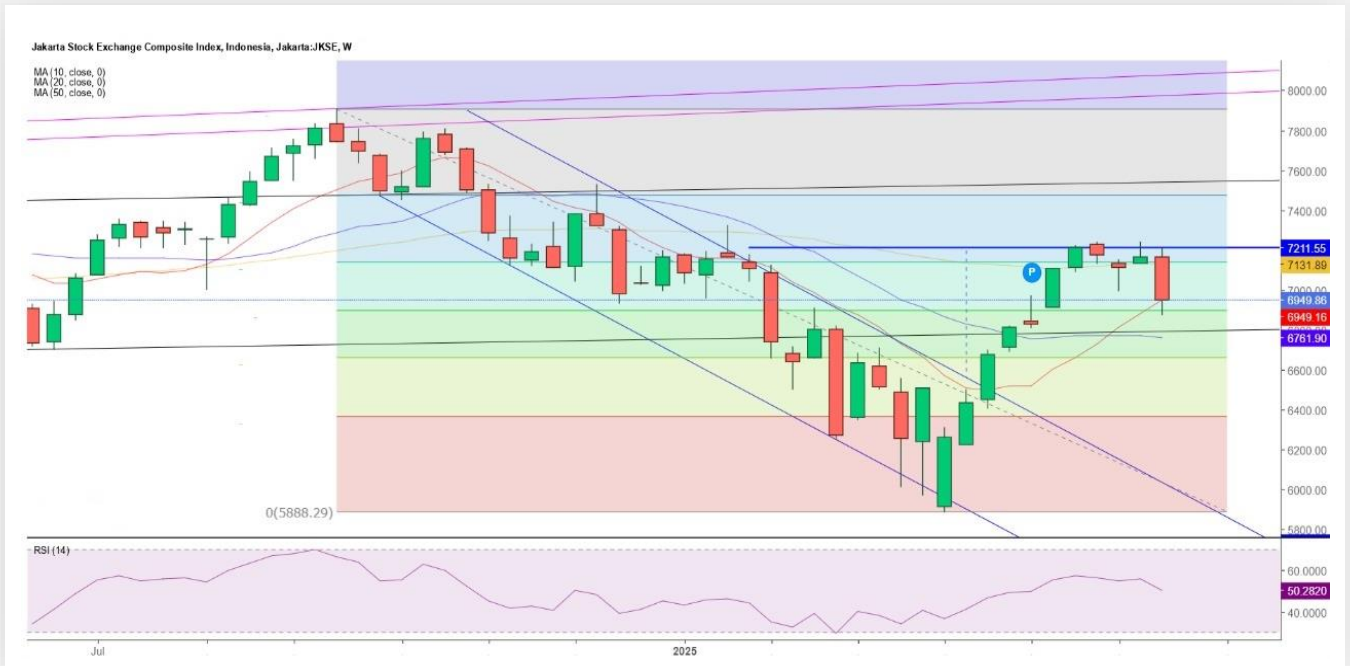 Jakarta Stock Exchange Composite Index, Indonesia, Jakarta:JKSE, W
MA (10, close, 0)
MA (20, close, 0)
MA (50, close, 0)
8000.00
7800.00
7600.00
7400.00
7211.55
7131.89
P
7000.00
6949.86
6949.16
6761.90
6600.00
6400.00
6200.00
6000.00
0(5888.29)
5800.00
RSI (14)
60.0000
50.2820
40.0000
Jul
2025